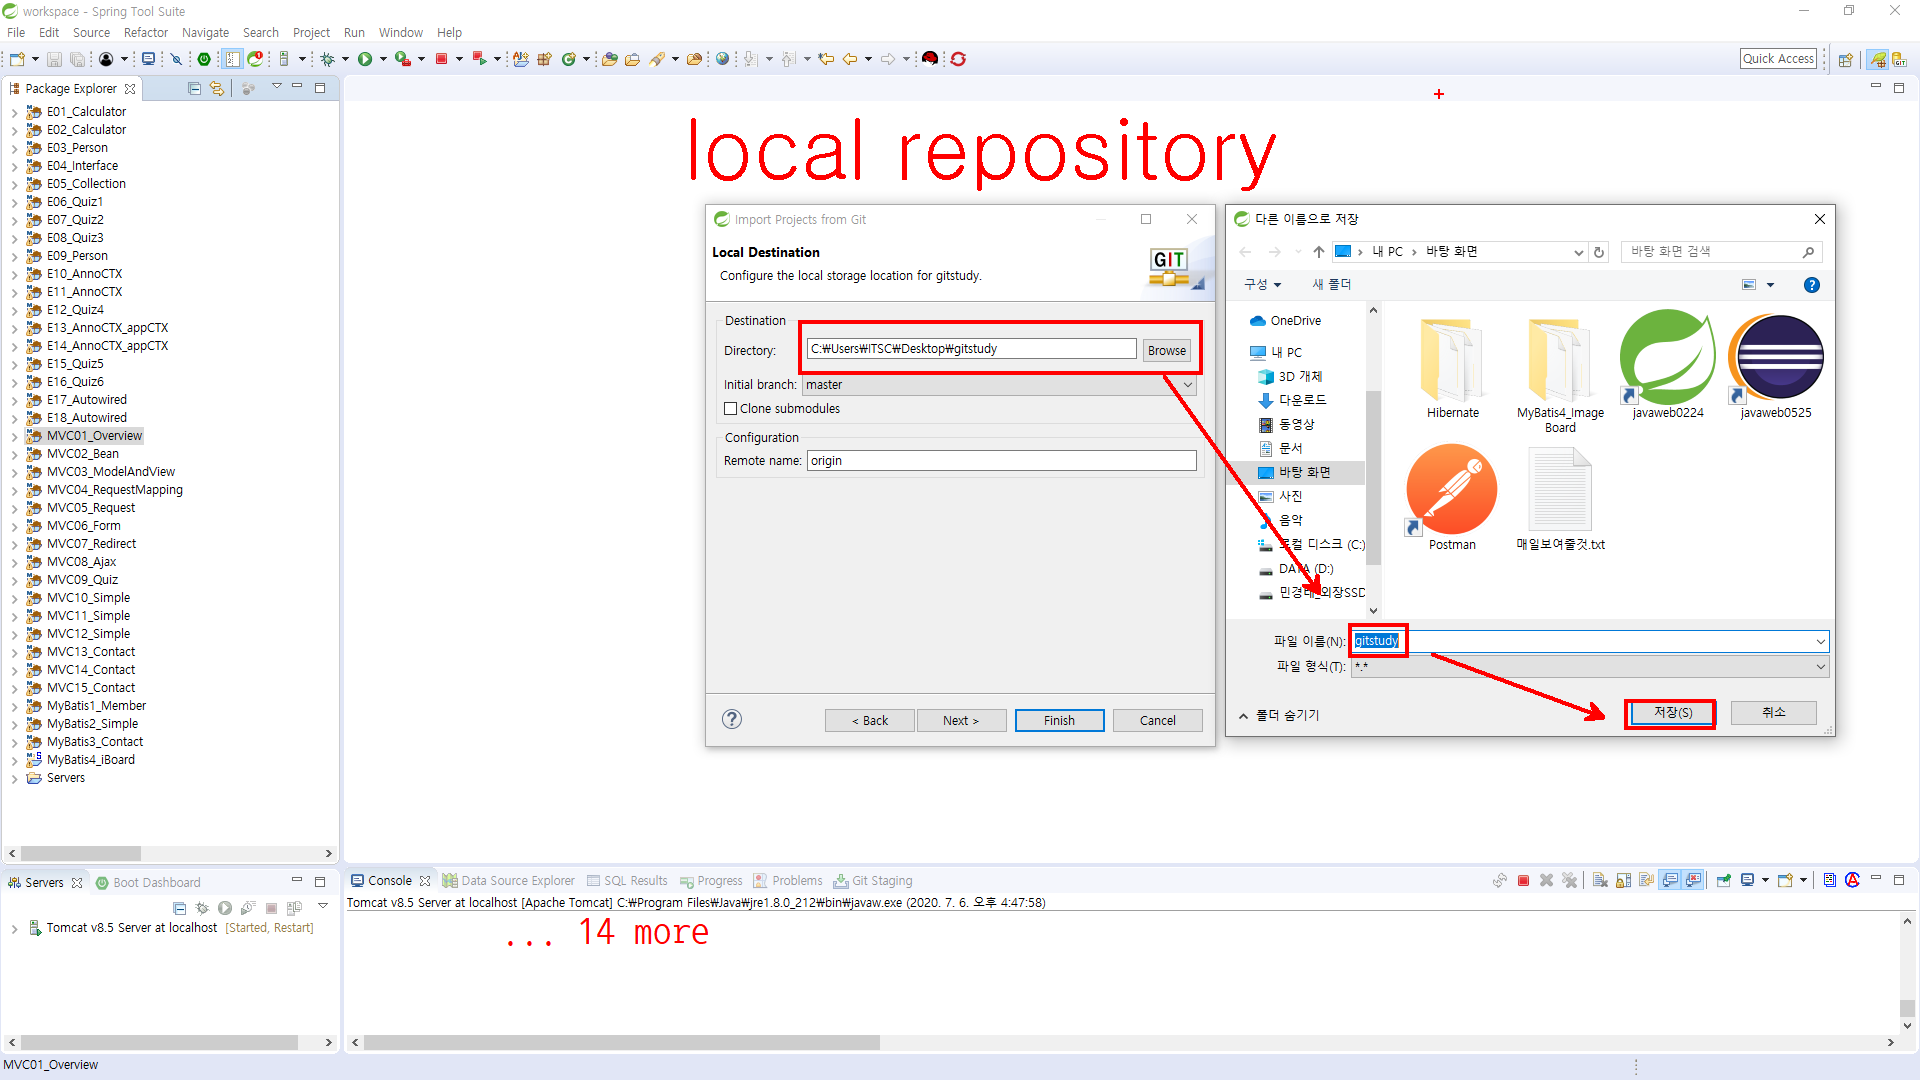 workspace - Spring Tool Suite
File Edit Source Refactor Navigate Search Project Run Window Help
Quick Access
Package Explorer
E01_Calculator
E02_Calculator
E03_Person
E04_Interface
E05_Collection
E06_Quiz1
E07_Quiz2
E08_Quiz3
E09_Person
E10_AnnoCTX
E11_AnnoCTX
E12_Quiz4
E13_AnnoCTX_appCTX
E14_AnnoCTX_appCTX
E15_Quiz5
E16_Quiz6
E17_Autowired
E18_Autowired
MVC01_Overview
MVC02_Bean
MVC03_ModelAndView
MVC04_RequestMapping
MVC05_Request
MVC06_Form
MVC07_Redirect
MVC08_Ajax
MVC09_Quiz
MVC10_Simple
MVC11_Simple
MVC12_Simple
MVC13_Contact
MVC14_Contact
MVC15_Contact
MyBatis1_Member
MyBatis2_Simple
MyBatis3_Contact
MyBatis4_iBoard
Servers
local repository
Import Projects from Git
Local Destination
Configure the local storage location for gitstudy.
GIT
Destination
Directory: C:₩Users₩ITSC₩Desktop₩gitstudy Browse
Initial branch: master
Clone submodules
Configuration
Remote name: origin
< Back Next > Finish Cancel
다른 이름으로 저장
내 PC > 바탕 화면
바탕 화면 검색
구성 새 폴더
OneDrive
내 PC
3D 개체
다운로드
동영상
문서
바탕 화면
사진
음악
로컬 디스크 (C:)
DATA (D:)
민경태_외장SSD
Hibernate
MyBatis4_Image
Board
javaweb0224
javaweb0525
Postman
매일보여줄것.txt
파일 이름(N): gitstudy
파일 형식(T): *.*
폴더 숨기기
저장(S) 취소
Servers Boot Dashboard
Tomcat v8.5 Server at localhost [Started, Restart]
Console Data Source Explorer SQL Results Progress Problems Git Staging
Tomcat v8.5 Server at localhost [Apache Tomcat] C:₩Program Files₩Java₩jre1.8.0_212₩bin₩javaw.exe (2020. 7. 6. 오후 4:47:58)
... 14 more
MVC01_Overview